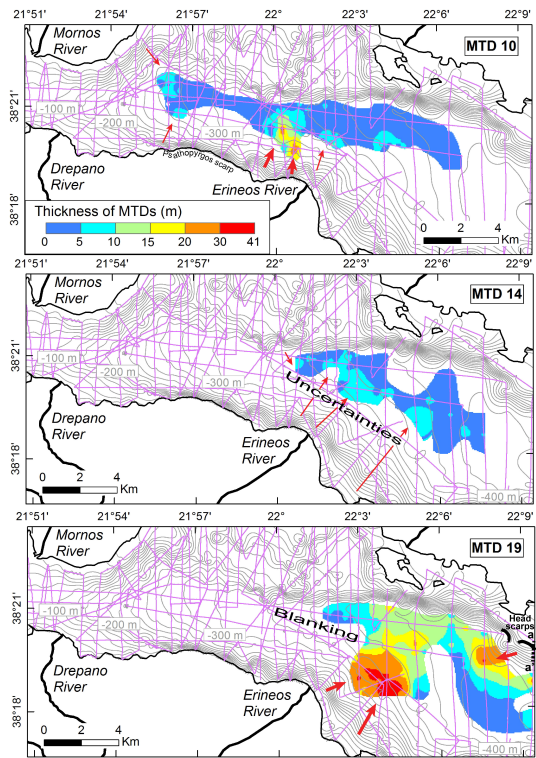 21°51' 21°54' 21°57' 22° 22°3' 22°6' 22°9'
Mornos
River
MTD 10
38°21'
-100 m
-200 m
-300 m
Psathopyrgos scarp
Drepano
River
Erineos River
38°18'
Thickness of MTDs (m)
0 5 10 15 20 30 41
0 2 4
Km
21°51' 21°54' 21°57' 22° 22°3' 22°6' 22°9'
Mornos
River
MTD 14
38°21'
-100 m
-200 m
-300 m
Uncertainties
Drepano
River
Erineos
River
38°18'
0 2 4
Km
-400 m
21°51' 21°54' 21°57' 22° 22°3' 22°6' 22°9'
Mornos
River
MTD 19
38°21'
-100 m
-200 m
-300 m
Blanking
Head
scarps
a
a'
Drepano
River
Erineos
River
38°18'
0 2 4
Km
-400 m